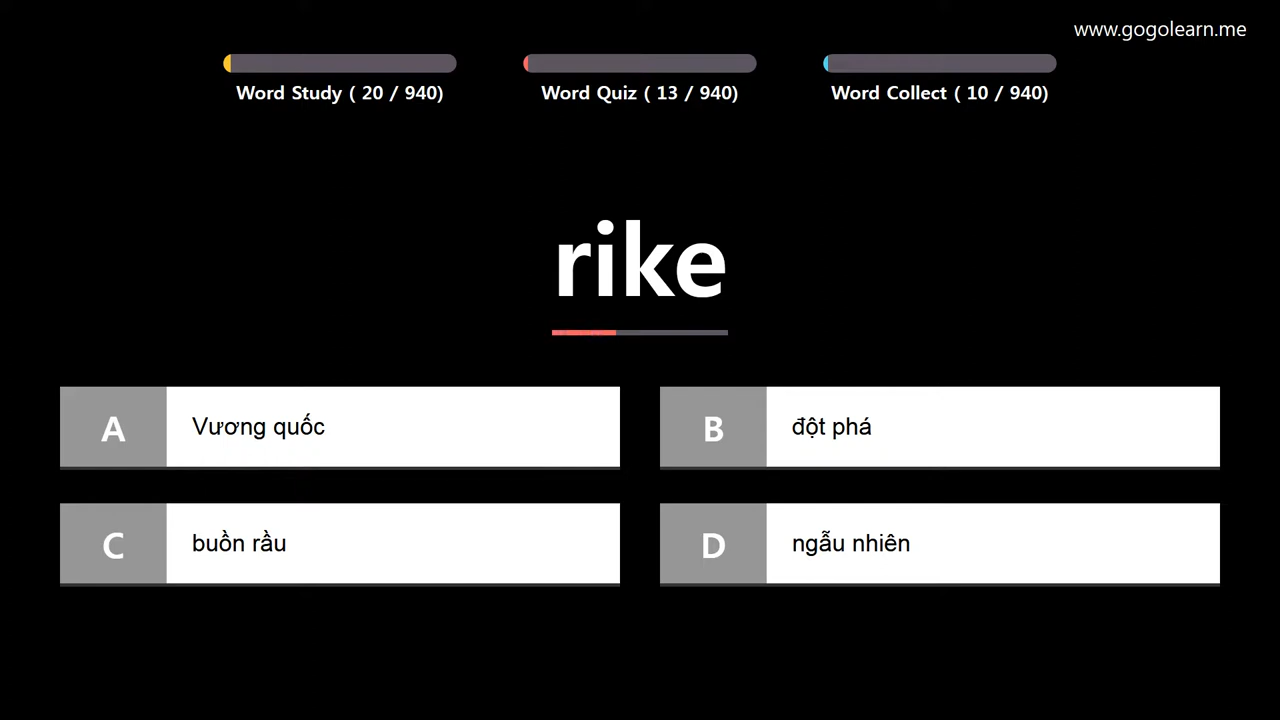 www.gogolearn.me
Word Study ( 20 / 940)
Word Quiz ( 13 / 940)
Word Collect ( 10 / 940)
rike
A Vương quốc
B đột phá
C buồn rầu
D ngẫu nhiên